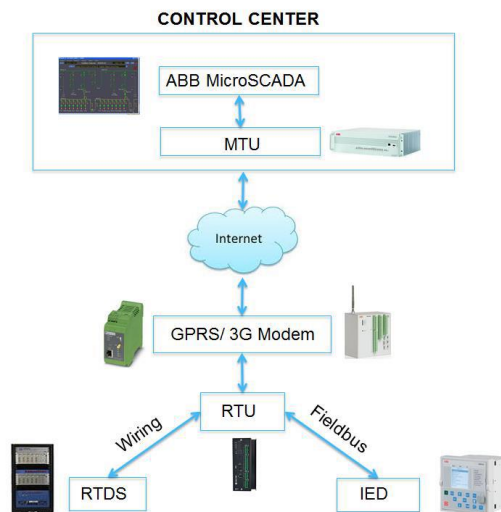 CONTROL CENTER
ABB MicroSCADA
MTU
Internet
GPRS/ 3G Modem
RTU
Wiring
Fieldbus
RTDS
IED